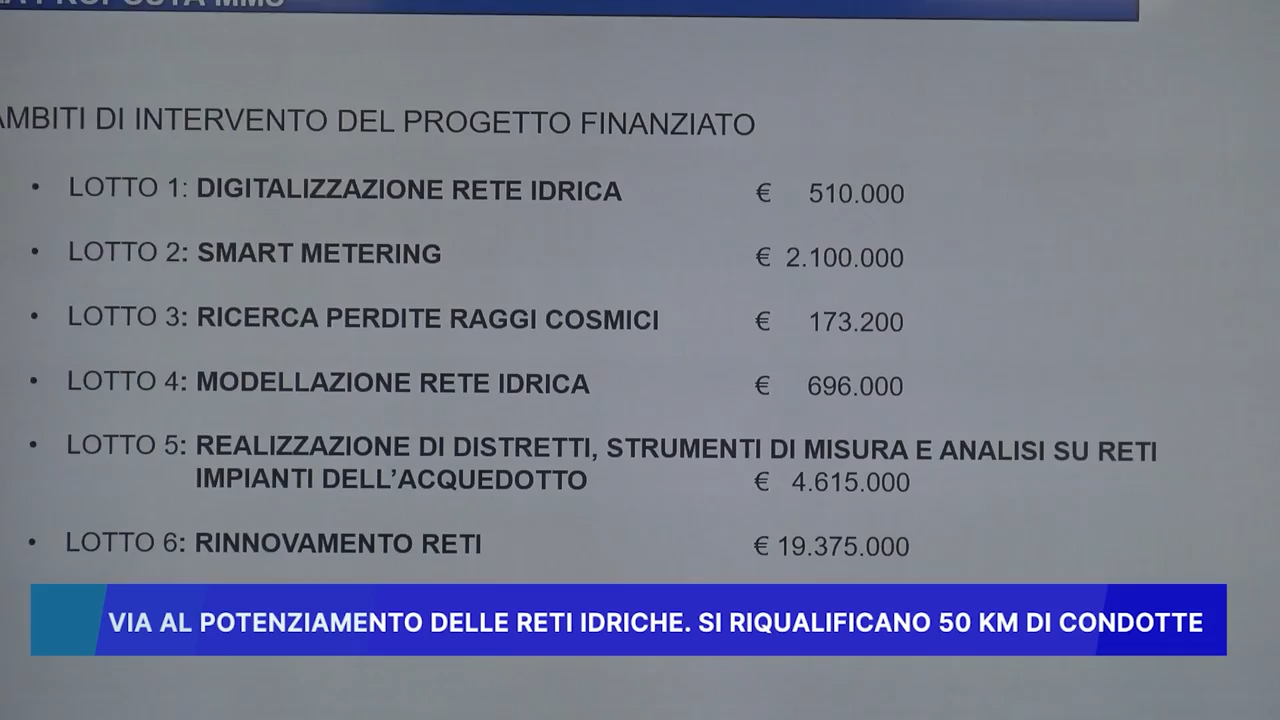 PROPOSTA MMS
AMBITI DI INTERVENTO DEL PROGETTO FINANZIATO
• LOTTO 1: DIGITALIZZAZIONE RETE IDRICA € 510.000
• LOTTO 2: SMART METERING € 2.100.000
• LOTTO 3: RICERCA PERDITE RAGGI COSMICI € 173.200
• LOTTO 4: MODELLAZIONE RETE IDRICA € 696.000
• LOTTO 5: REALIZZAZIONE DI DISTRETTI, STRUMENTI DI MISURA E ANALISI SU RETI
IMPIANTI DELL'ACQUEDOTTO € 4.615.000
• LOTTO 6: RINNOVAMENTO RETI € 19.375.000
VIA AL POTENZIAMENTO DELLE RETI IDRICHE. SI RIQUALIFICANO 50 KM DI CONDOTTE